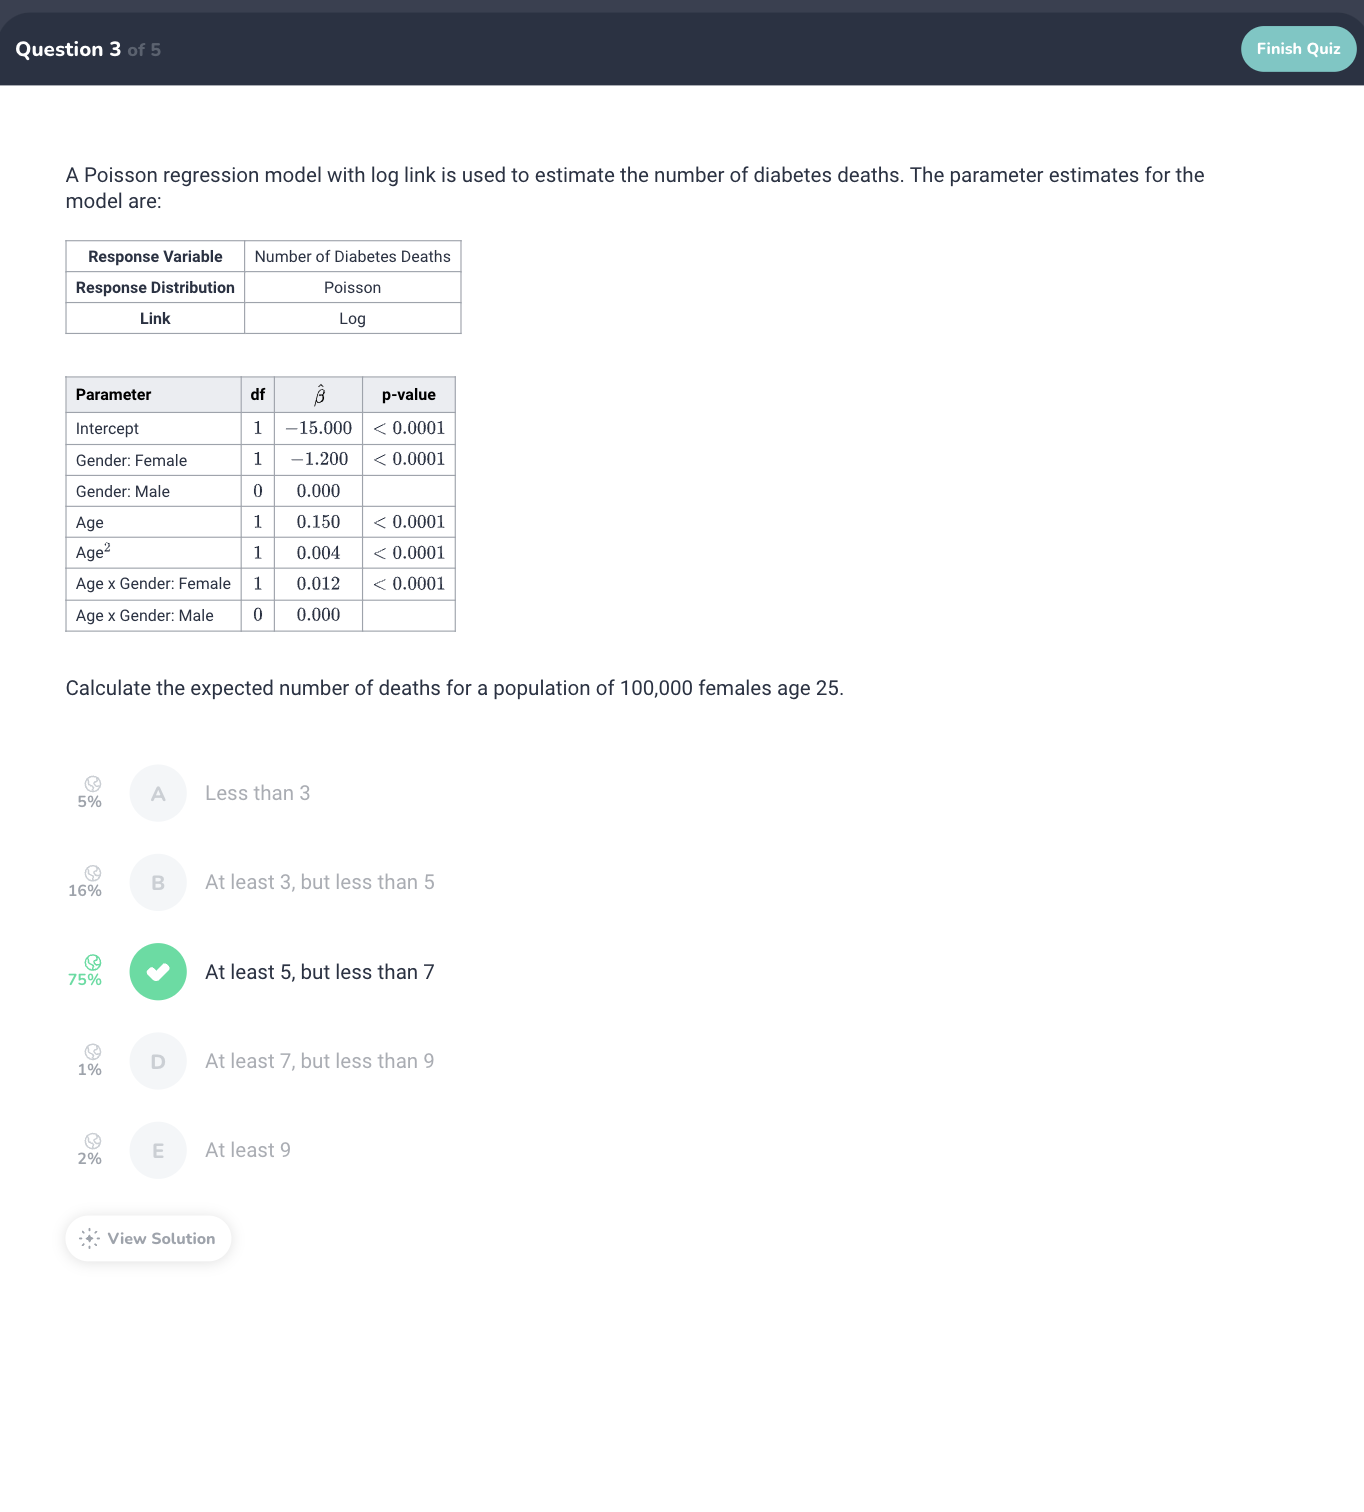 Question 3 of 5
Finish Quiz
A Poisson regression model with log link is used to estimate the number of diabetes deaths. The parameter estimates for the
model are:
Response Variable Number of Diabetes Deaths
Response Distribution Poisson
Link Log
Parameter df β̂ p-value
Intercept 1 −15.000 < 0.0001
Gender: Female 1 −1.200 < 0.0001
Gender: Male 0 0.000
Age 1 0.150 < 0.0001
Age² 1 0.004 < 0.0001
Age x Gender: Female 1 0.012 < 0.0001
Age x Gender: Male 0 0.000
Calculate the expected number of deaths for a population of 100,000 females age 25.
5% A Less than 3
16% B At least 3, but less than 5
75% At least 5, but less than 7
1% D At least 7, but less than 9
2% E At least 9
View Solution